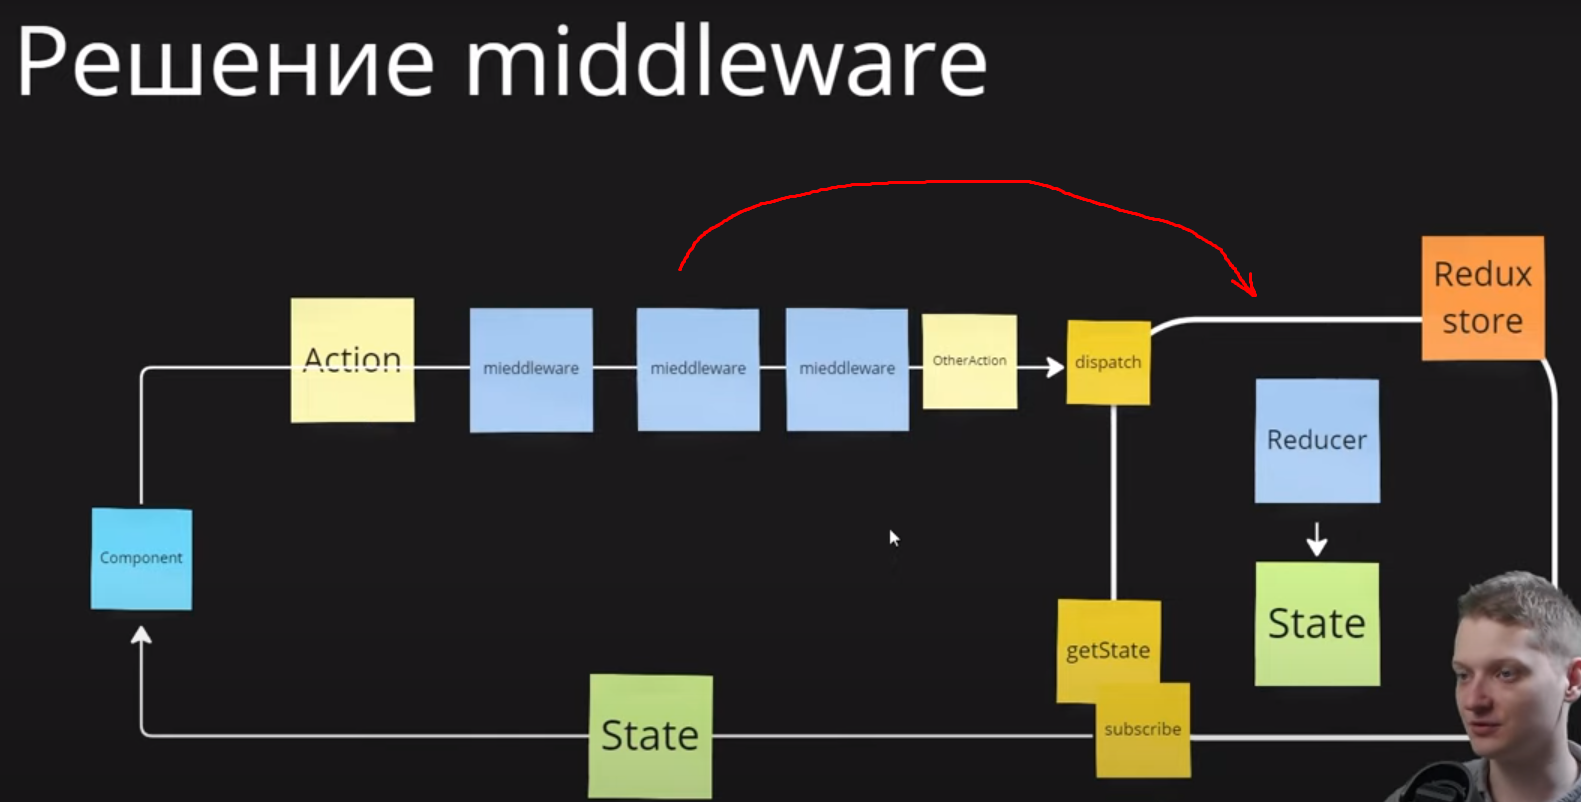 Решение middleware
Redux
store
Action
mieddleware
mieddleware
mieddleware
OtherAction
dispatch
Reducer
Component
State
getState
subscribe
State